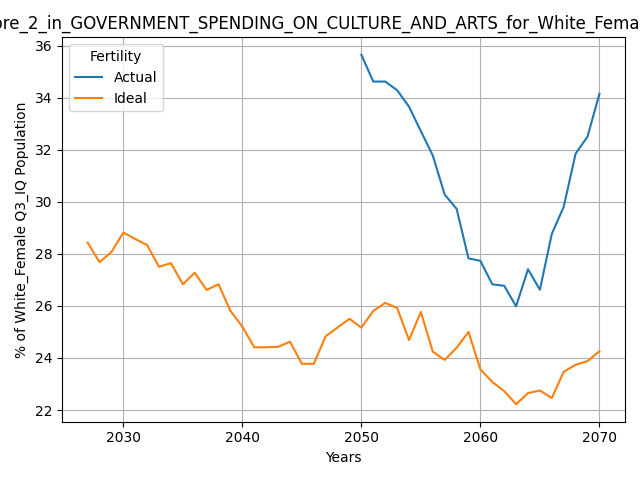 ore_2_in_GOVERNMENT_SPENDING_ON_CULTURE_AND_ARTS_for_White_Fema
Fertility
Actual
Ideal
% of White_Female Q3_IQ Population
36
34
32
30
28
26
24
22
2030
2040
2050
2060
2070
Years